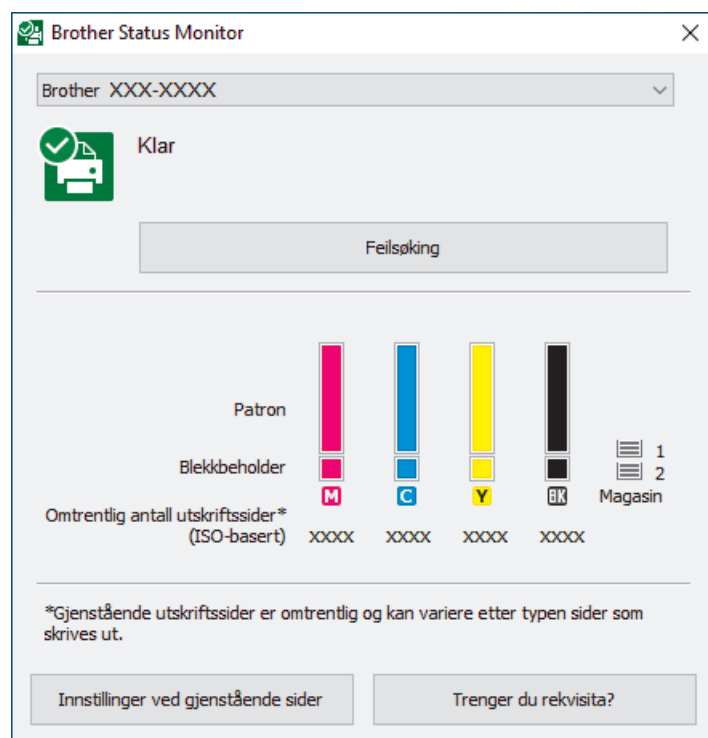 Brother Status Monitor
Brother XXX-XXXX
Klar
Feilsøking
Patron
Blekkbeholder
1
2
M C Y BK Magasin
Omtrentlig antall utskriftssider*
(ISO-basert) XXXX XXXX XXXX XXXX
*Gjenstående utskriftssider er omtrentlig og kan variere etter typen sider som
skrives ut.
Innstillinger ved gjenstående sider
Trenger du rekvisita?